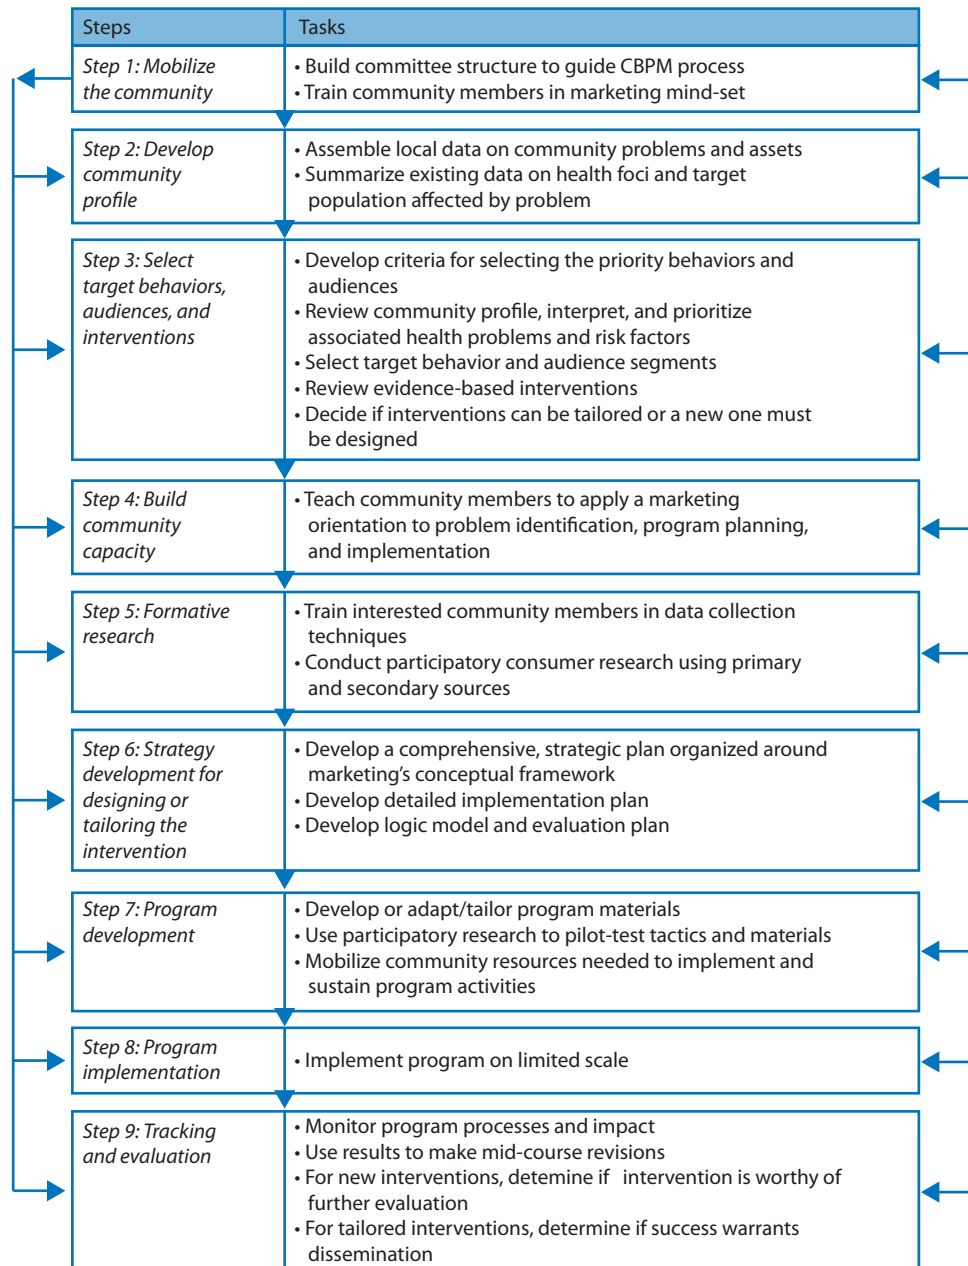 Steps
Tasks
Step 1: Mobilize
the community
• Build committee structure to guide CBPM process
• Train community members in marketing mind-set
Step 2: Develop
community
profile
• Assemble local data on community problems and assets
• Summarize existing data on health foci and target
population affected by problem
Step 3: Select
target behaviors,
audiences, and
interventions
• Develop criteria for selecting the priority behaviors and
audiences
• Review community profile, interpret, and prioritize
associated health problems and risk factors
• Select target behavior and audience segments
• Review evidence-based interventions
• Decide if interventions can be tailored or a new one must
be designed
Step 4: Build
community
capacity
• Teach community members to apply a marketing
orientation to problem identification, program planning,
and implementation
Step 5: Formative
research
• Train interested community members in data collection
techniques
• Conduct participatory consumer research using primary
and secondary sources
Step 6: Strategy
development for
designing or
tailoring the
intervention
• Develop a comprehensive, strategic plan organized around
marketing's conceptual framework
• Develop detailed implementation plan
• Develop logic model and evaluation plan
Step 7: Program
development
• Develop or adapt/tailor program materials
• Use participatory research to pilot-test tactics and materials
• Mobilize community resources needed to implement and
sustain program activities
Step 8: Program
implementation
• Implement program on limited scale
Step 9: Tracking
and evaluation
• Monitor program processes and impact
• Use results to make mid-course revisions
• For new interventions, detemine if intervention is worthy of
further evaluation
• For tailored interventions, determine if success warrants
dissemination